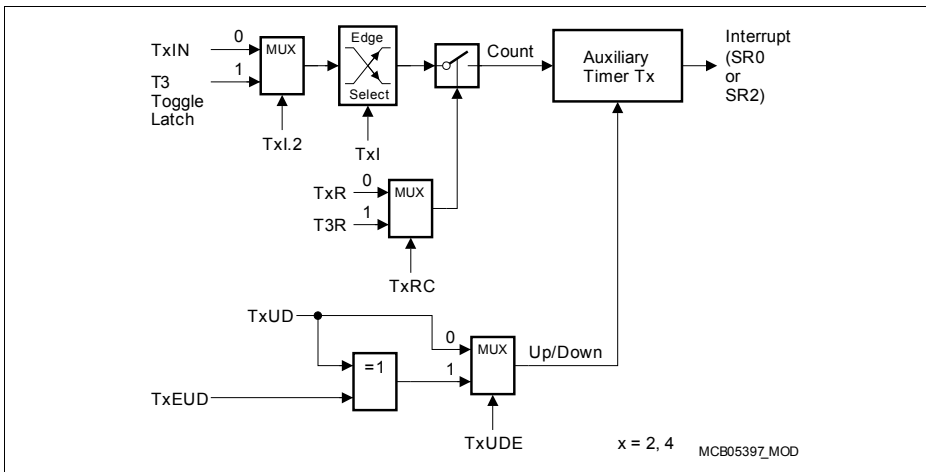 TxIN
0
MUX
T3
Toggle
Latch
1
TxI.2
Edge
Select
TxI
Count
Auxiliary
Timer Tx
Interrupt
(SR0
or
SR2)
TxR
0
MUX
T3R
1
TxRC
TxUD
0
MUX
Up/Down
=1
1
TxEUD
TxUDE
x = 2, 4
MCB05397_MOD